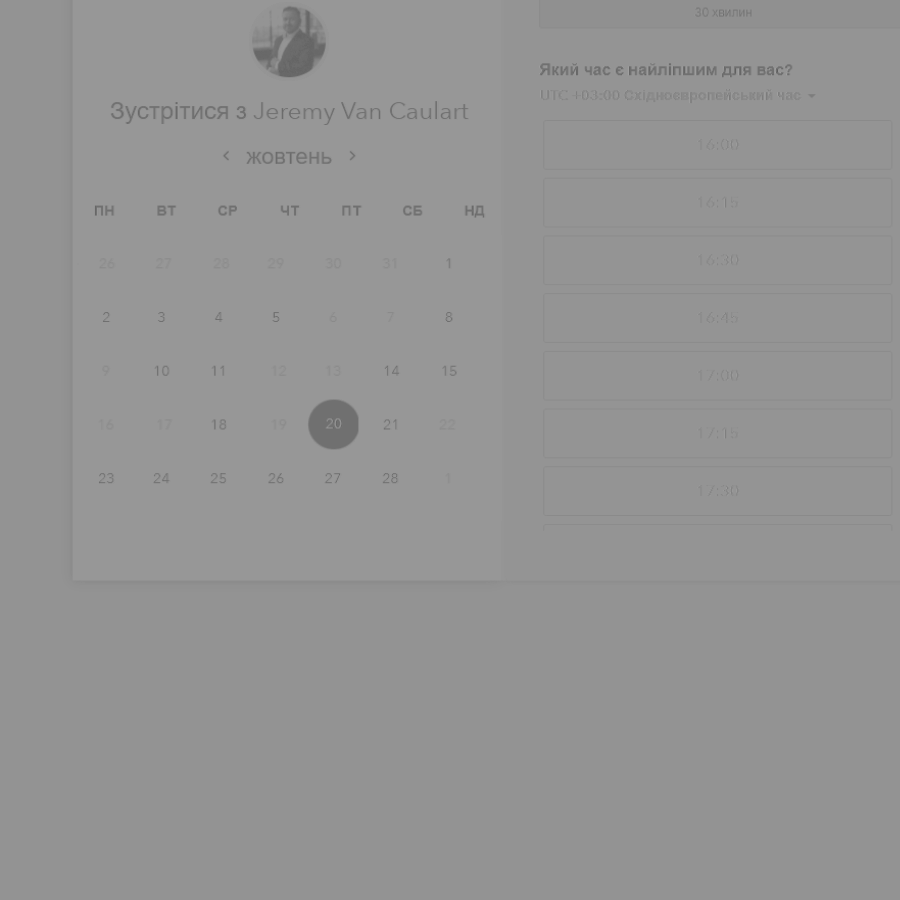 Зустрітися з Jeremy Van Caulart
жовтень
ПН ВТ СР ЧТ ПТ СБ НД
26 27 28 29 30 31 1
2 3 4 5 6 7 8
9 10 11 12 13 14 15
16 17 18 19 20 21 22
23 24 25 26 27 28 1
30 хвилин
Який час є найліпшим для вас?
UTC +03:00 Східноєвропейський час
16:00
16:15
16:30
16:45
17:00
17:15
17:30